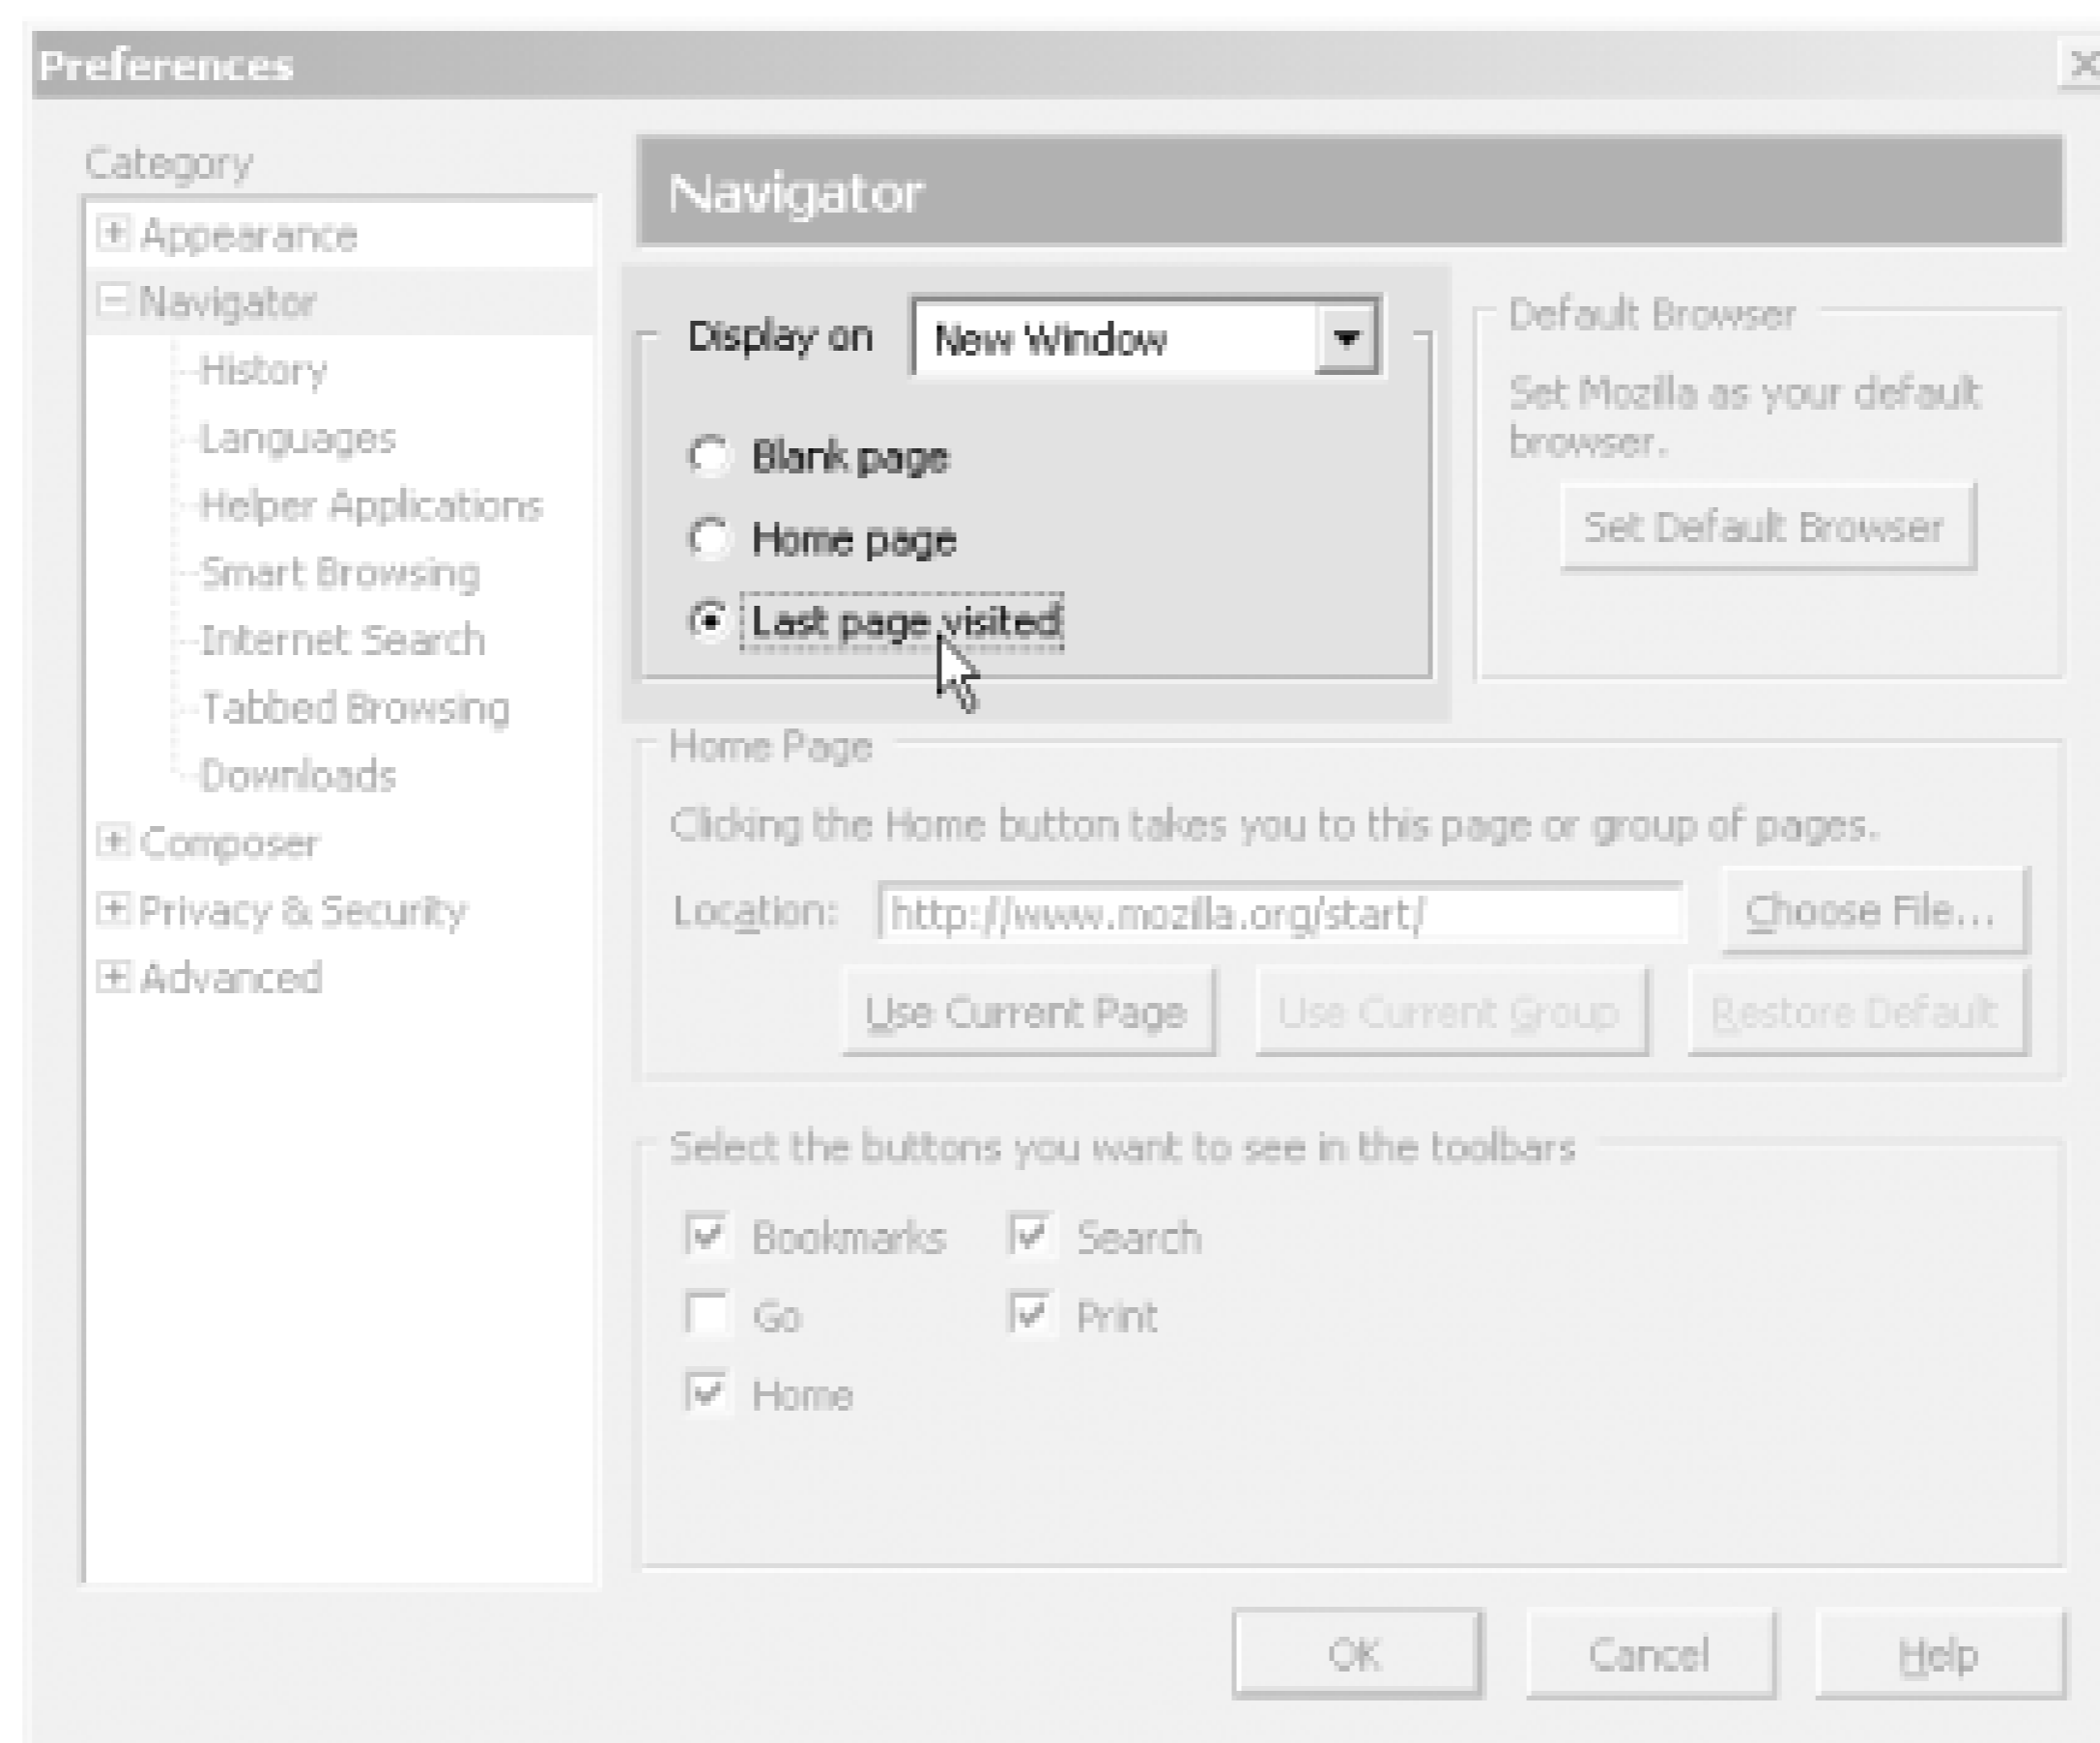 Preferences
Category
Appearance
Navigator
History
Languages
Helper Applications
Smart Browsing
Internet Search
Tabbed Browsing
Downloads
Composer
Privacy & Security
Advanced
Navigator
Display on New Window
Blank page
Home page
Last page visited
Default Browser
Set Mozilla as your default
browser.
Set Default Browser
Home Page
Clicking the Home button takes you to this page or group of pages.
Location: http://www.mozilla.org/start/ Choose File...
Use Current Page Use Current Group Restore Default
Select the buttons you want to see in the toolbars
Bookmarks Search
Go Print
Home
OK Cancel Help